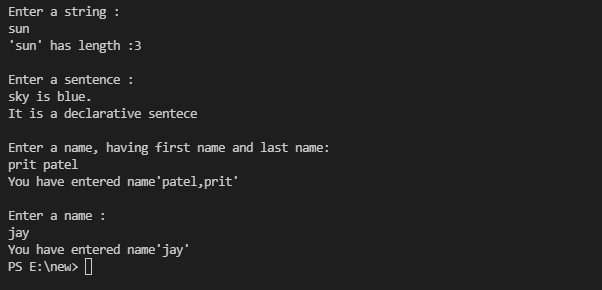 Enter a string :
sun
'sun' has length :3
Enter a sentence :
sky is blue.
It is a declarative sentece
Enter a name, having first name and last name:
prit patel
You have entered name'patel,prit'
Enter a name :
jay
You have entered name'jay'
PS E:\new>